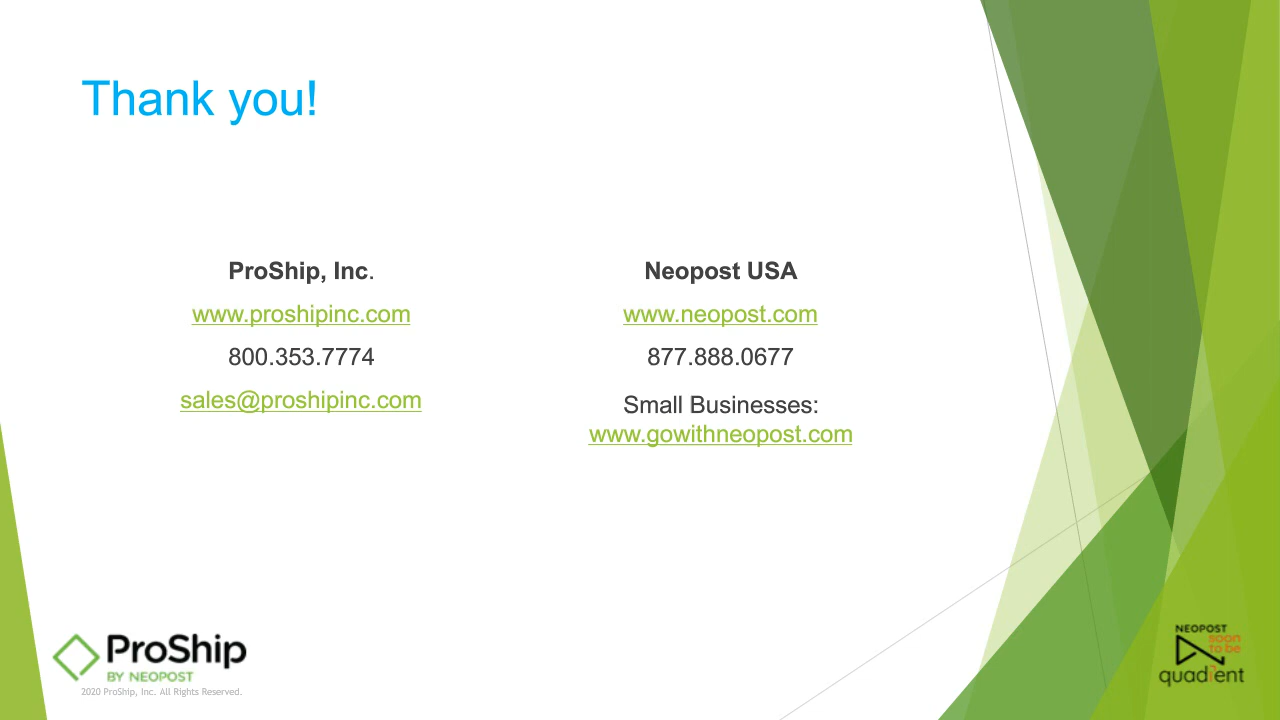 Thank you!
ProShip, Inc.
www.proshipinc.com
800.353.7774
sales@proshipinc.com
Neopost USA
www.neopost.com
877.888.0677
Small Businesses:
www.gowithneopost.com
ProShip
BY NEOPOST
2020 ProShip, Inc. All Rights Reserved.
NEOPOST
soon
to be
quadient